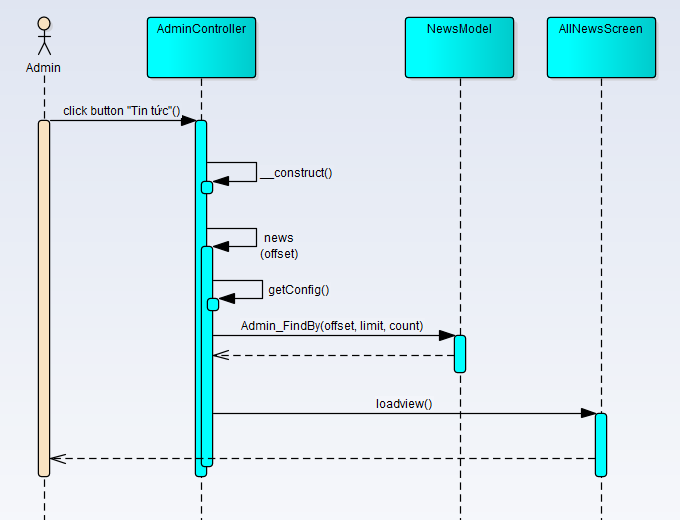 AdminController
NewsModel
AllNewsScreen
Admin
click button "Tin tức"()
__construct()
news
(offset)
getConfig()
Admin_FindBy(offset, limit, count)
loadview()